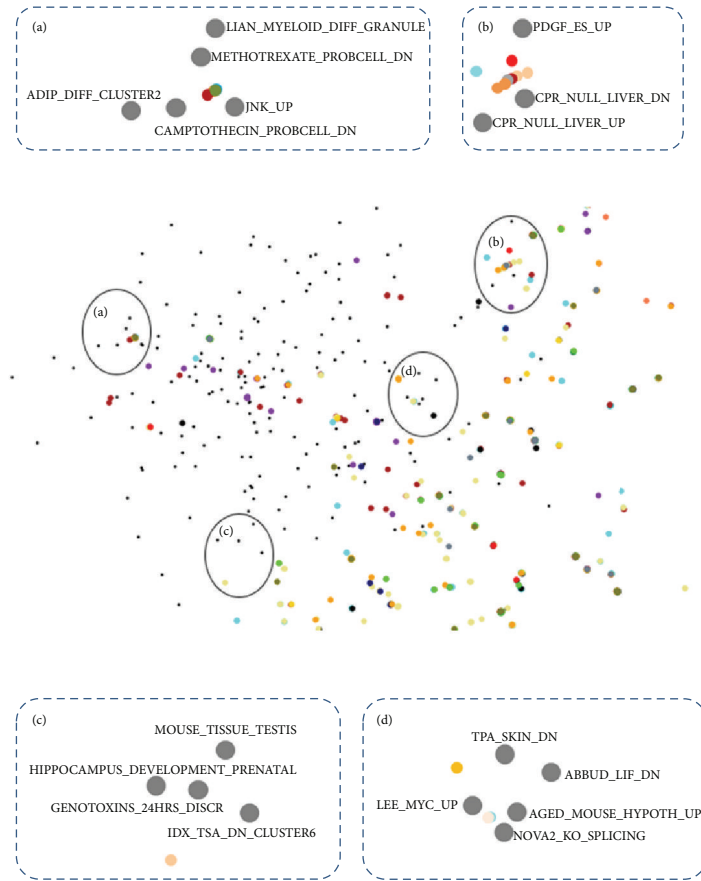 (a)
LIAN_MYELOID_DIFF_GRANULE
METHOTREXATE_PROBCELL_DN
ADIP_DIFF_CLUSTER2
JNK_UP
CAMPTOTHECIN_PROBCELL_DN
(b)
PDGF_ES_UP
CPR_NULL_LIVER_DN
CPR_NULL_LIVER_UP
(b)
(a)
(d)
(c)
(c)
MOUSE_TISSUE_TESTIS
HIPPOCAMPUS_DEVELOPMENT_PRENATAL
GENOTOXINS_24HRS_DISCR
IDX_TSA_DN_CLUSTER6
(d)
TPA_SKIN_DN
ABBUD_LIF_DN
LEE_MYC_UP
AGED_MOUSE_HYPOTH_UP
NOVA2_KO_SPLICING